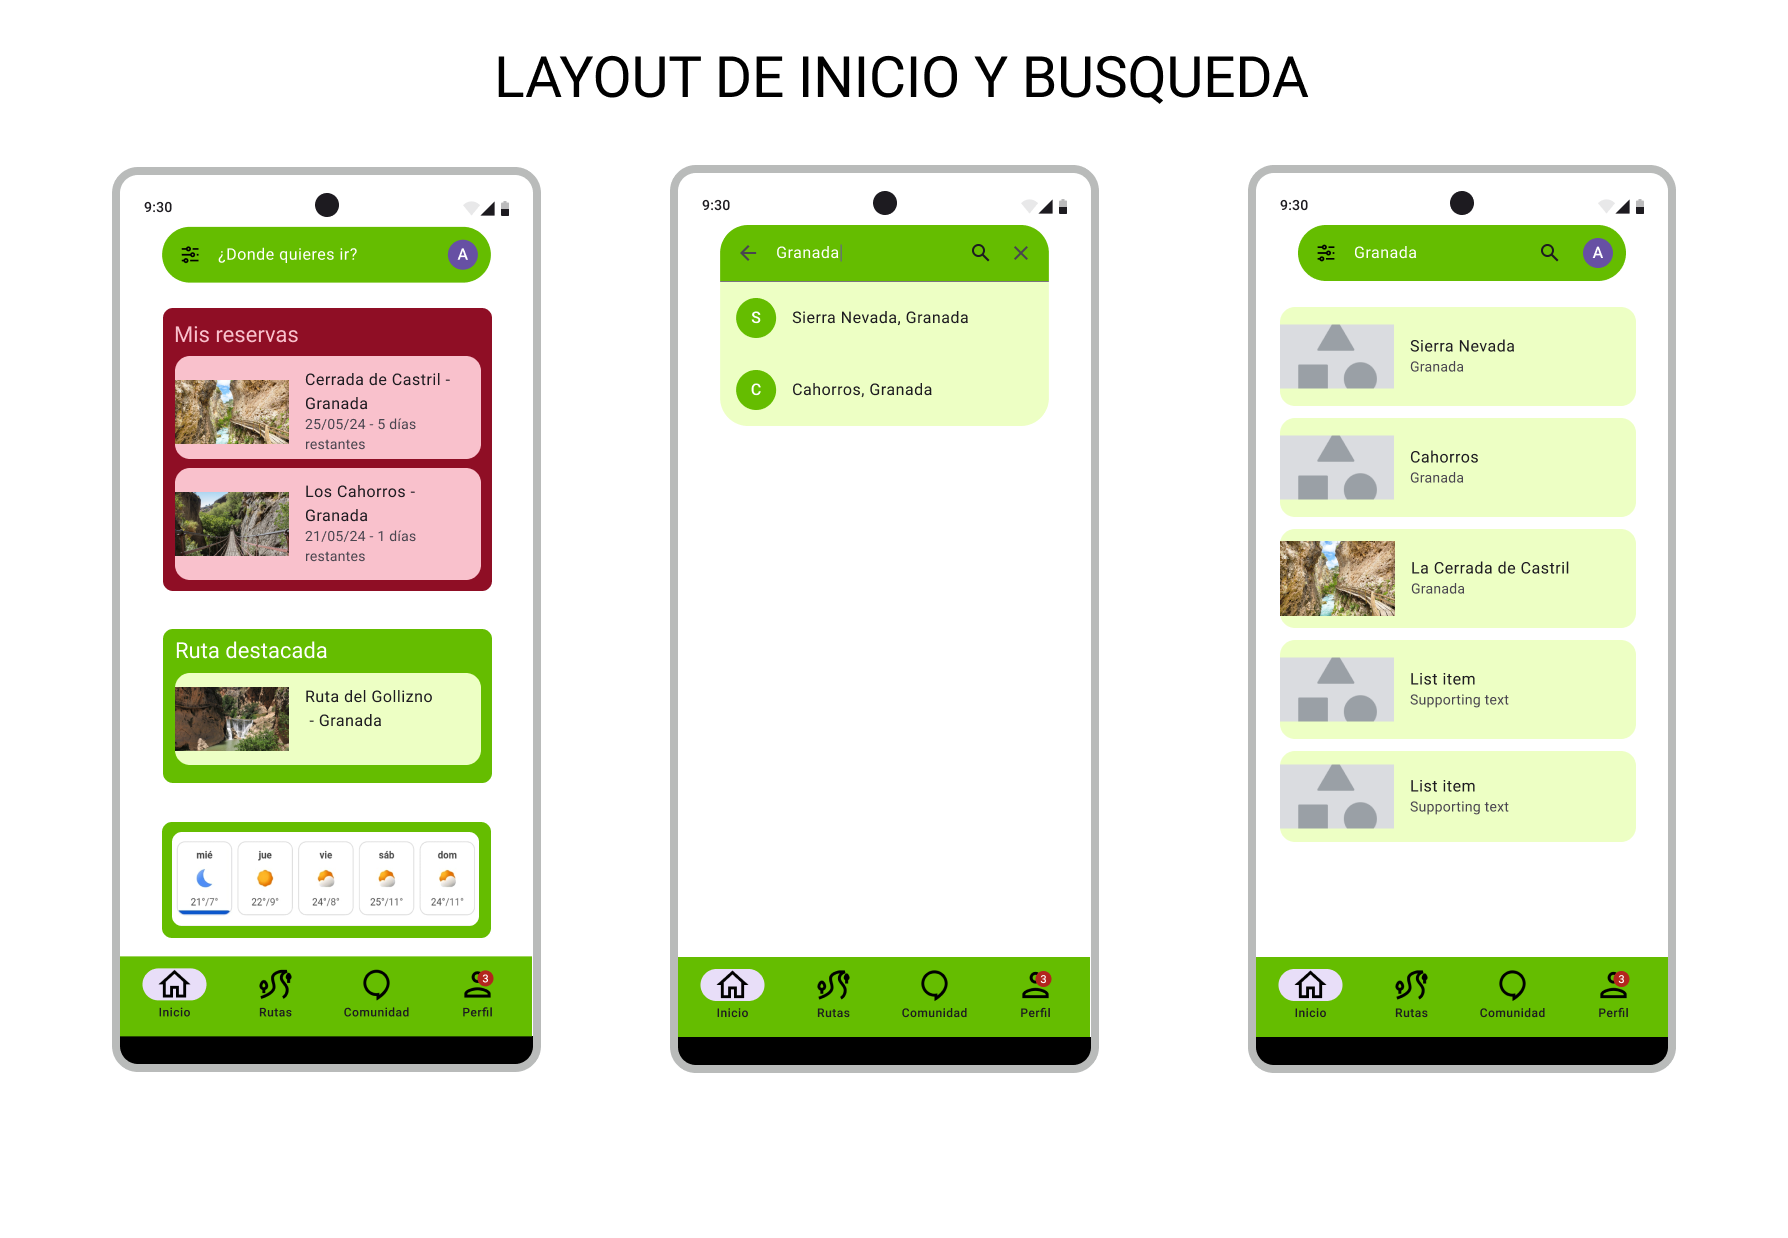 LAYOUT DE INICIO Y BUSQUEDA
9:30
¿Donde quieres ir?
A
Mis reservas
Cerrada de Castril -
Granada
25/05/24 - 5 días
restantes
Los Cahorros -
Granada
21/05/24 - 1 días
restantes
Ruta destacada
Ruta del Gollizno
- Granada
mié jue vie sáb dom
21°/7° 22°/9° 24°/8° 25°/11° 24°/11°
3
Inicio Rutas Comunidad Perfil
9:30
Granada
S
Sierra Nevada, Granada
C
Cahorros, Granada
3
Inicio Rutas Comunidad Perfil
9:30
Granada
A
Sierra Nevada
Granada
Cahorros
Granada
La Cerrada de Castril
Granada
List item
Supporting text
List item
Supporting text
3
Inicio Rutas Comunidad Perfil